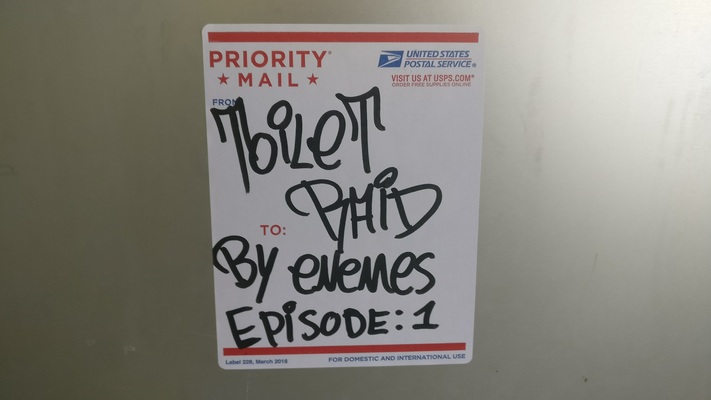 PRIORITY®
★ MAIL ★
UNITED STATES
POSTAL SERVICE®
VISIT US AT USPS.COM®
ORDER FREE SUPPLIES ONLINE
FROM
TOiLeT
RAiD
TO:
By eNeMeS
EPiSODE: 1
Label 228, March 2016
FOR DOMESTIC AND INTERNATIONAL USE